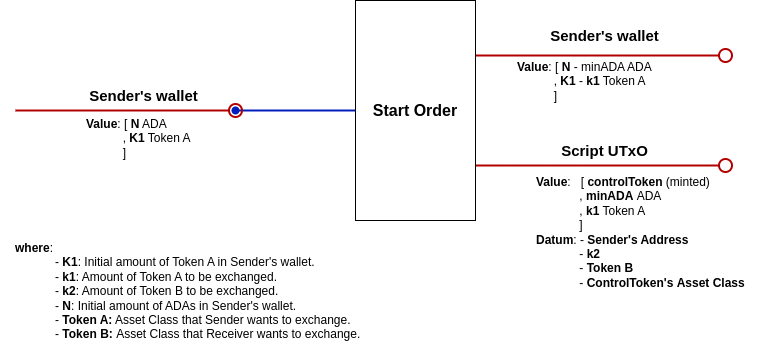 Sender's wallet
Value: [ N ADA
, K1 Token A
]
Start Order
Sender's wallet
Value: [ N - minADA ADA
, K1 - k1 Token A
]
Script UTxO
Value: [ controlToken (minted)
, minADA ADA
, k1 Token A
]
Datum: - Sender's Address
- k2
- Token B
- ControlToken's Asset Class
where:
- K1: Initial amount of Token A in Sender's wallet.
- k1: Amount of Token A to be exchanged.
- k2: Amount of Token B to be exchanged.
- N: Initial amount of ADAs in Sender's wallet.
- Token A: Asset Class that Sender wants to exchange.
- Token B: Asset Class that Receiver wants to exchange.